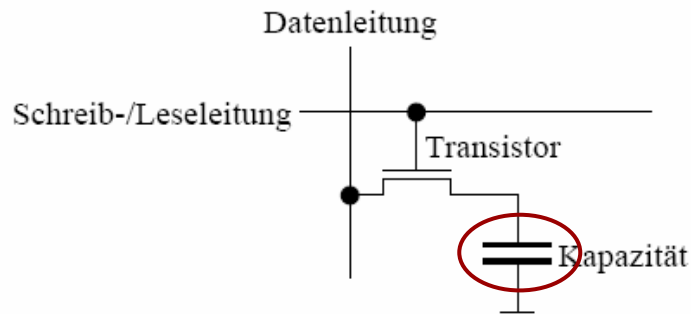 Datenleitung
Schreib-/Leseleitung
Transistor
Kapazität